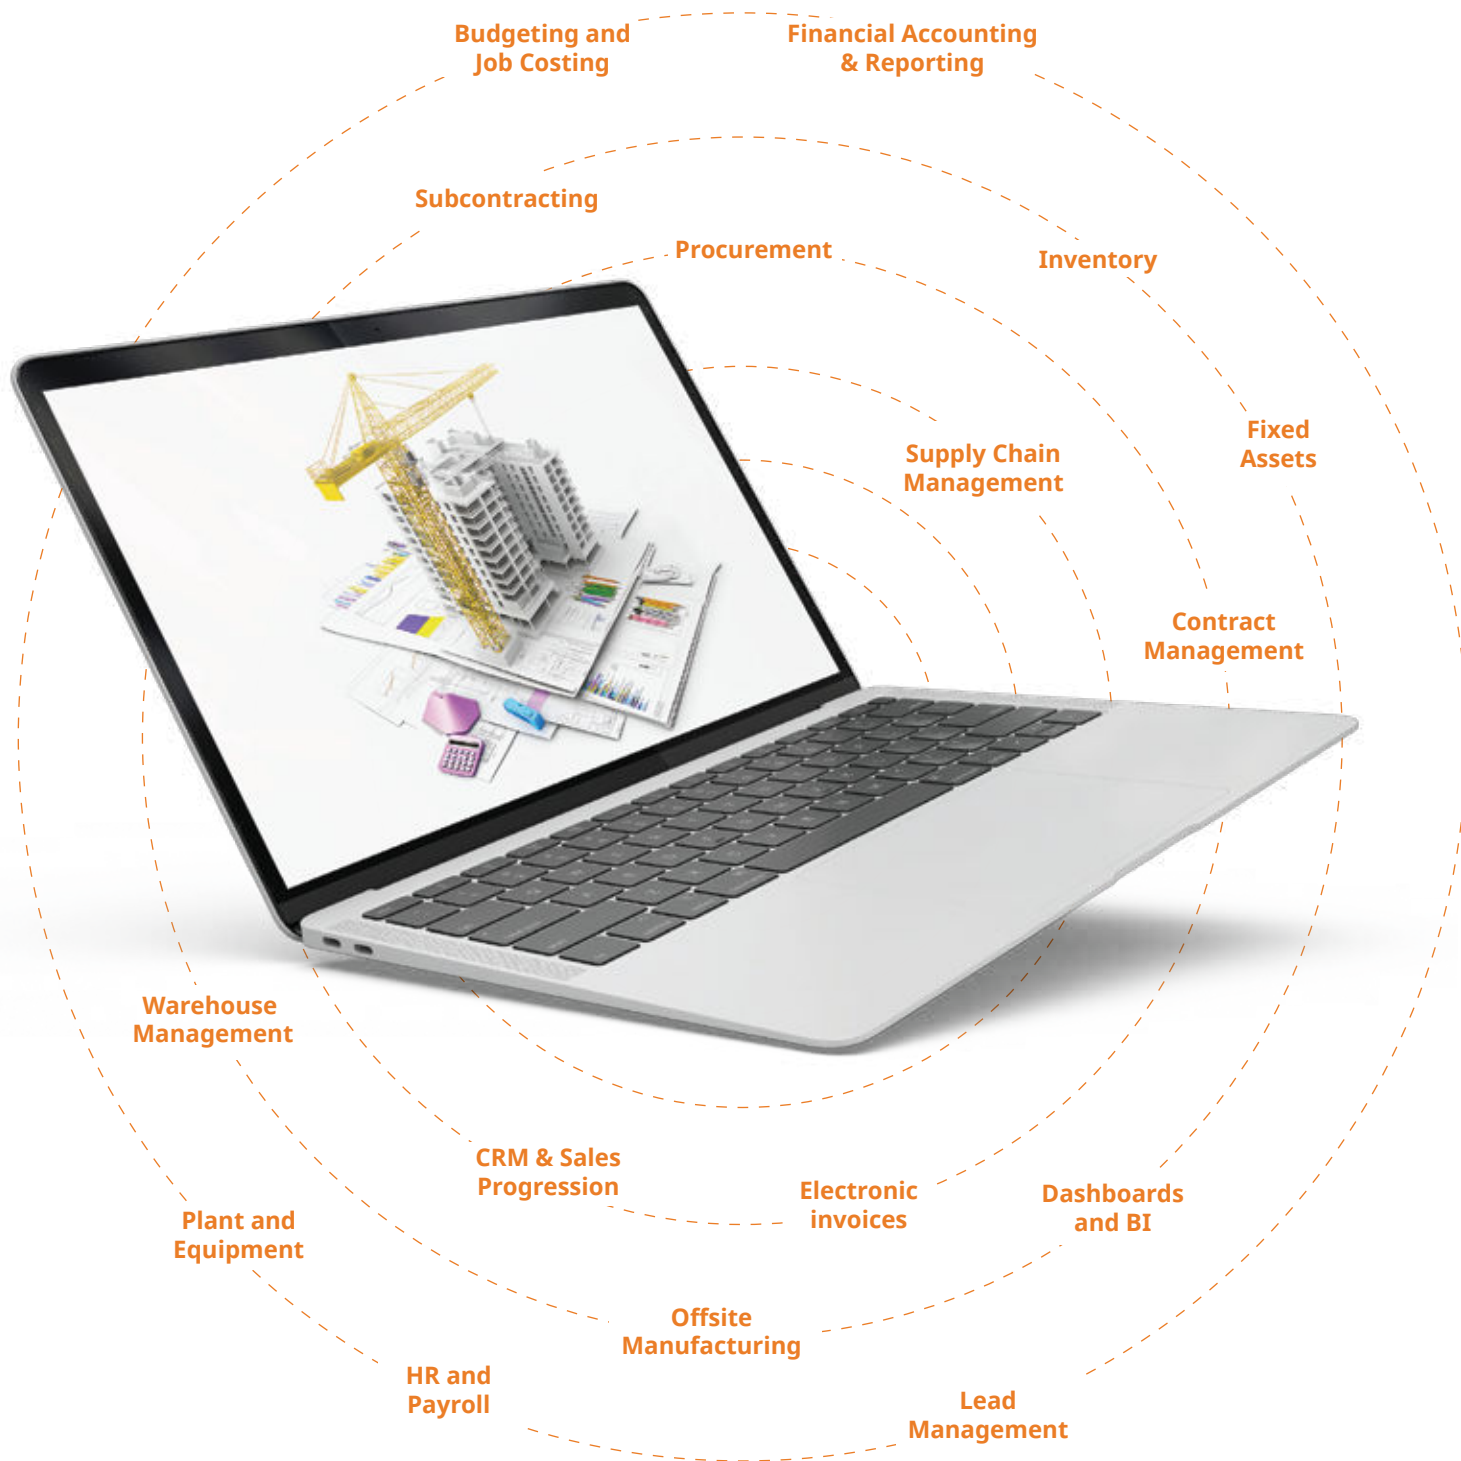 Budgeting and
Job Costing
Financial Accounting
& Reporting
Subcontracting
Procurement
Inventory
Fixed
Assets
Supply Chain
Management
Contract
Management
Warehouse
Management
CRM & Sales
Progression
Electronic
invoices
Dashboards
and BI
Plant and
Equipment
Offsite
Manufacturing
HR and
Payroll
Lead
Management